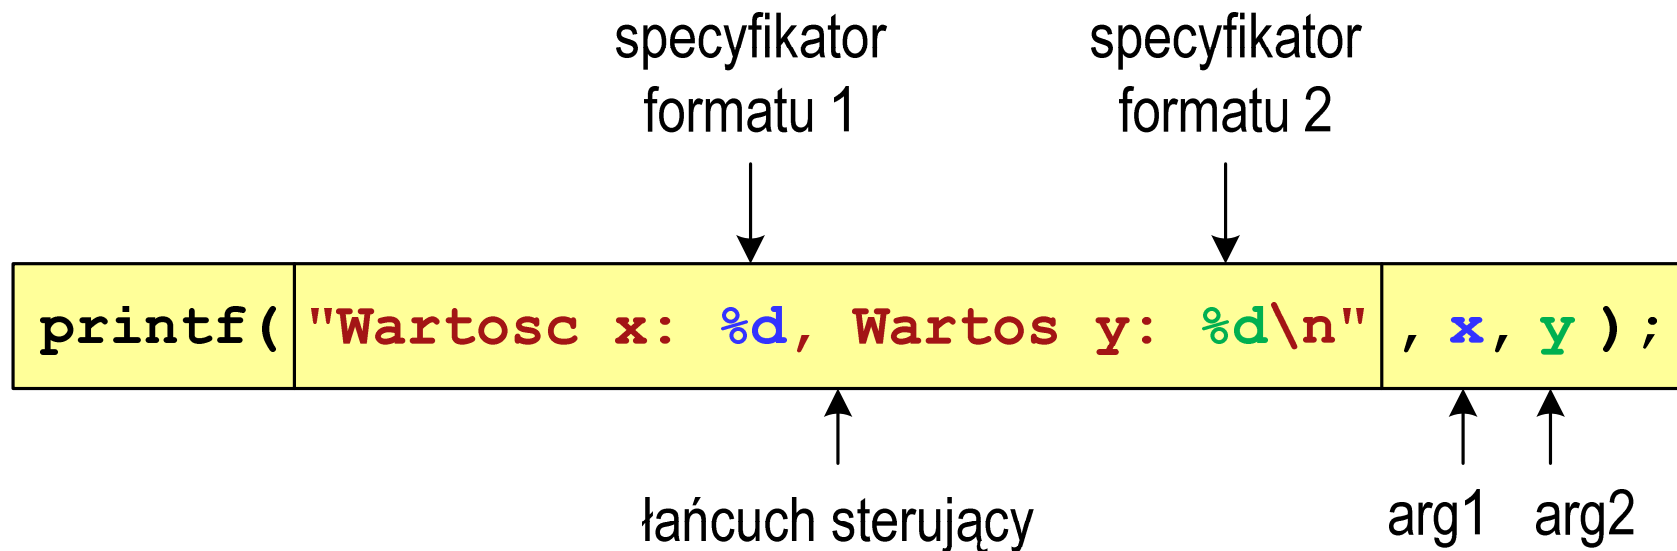 specyfikator specyfikator
formatu 1 formatu 2
printf("Wartosc x: %d, Wartos y: %d\n", x, y );
łańcuch sterujący arg1 arg2